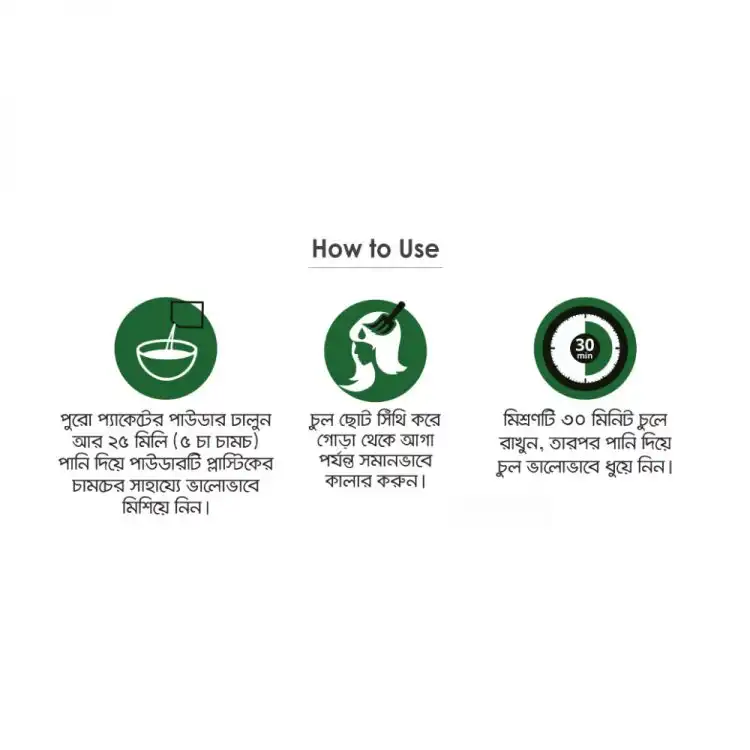 How to Use
পুরো প্যাকেটের পাউডার ঢালুন
আর ২৫ মিলি (৫ চা চামচ)
পানি দিয়ে পাউডারটি প্লাস্টিকের
চামচের সাহায্যে ভালোভাবে
মিশিয়ে নিন।
চুল ছোট সিঁথি করে
গোড়া থেকে আগা
পর্যন্ত সমানভাবে
কালার করুন।
30
min
মিশ্রণটি ৩০ মিনিট চুলে
রাখুন, তারপর পানি দিয়ে
চুল ভালোভাবে ধুয়ে নিন।